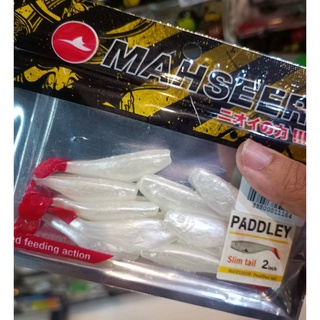 MAHSEER
ニオイの力!!!
PADDLEY
Slim tail 2inch
feeding action